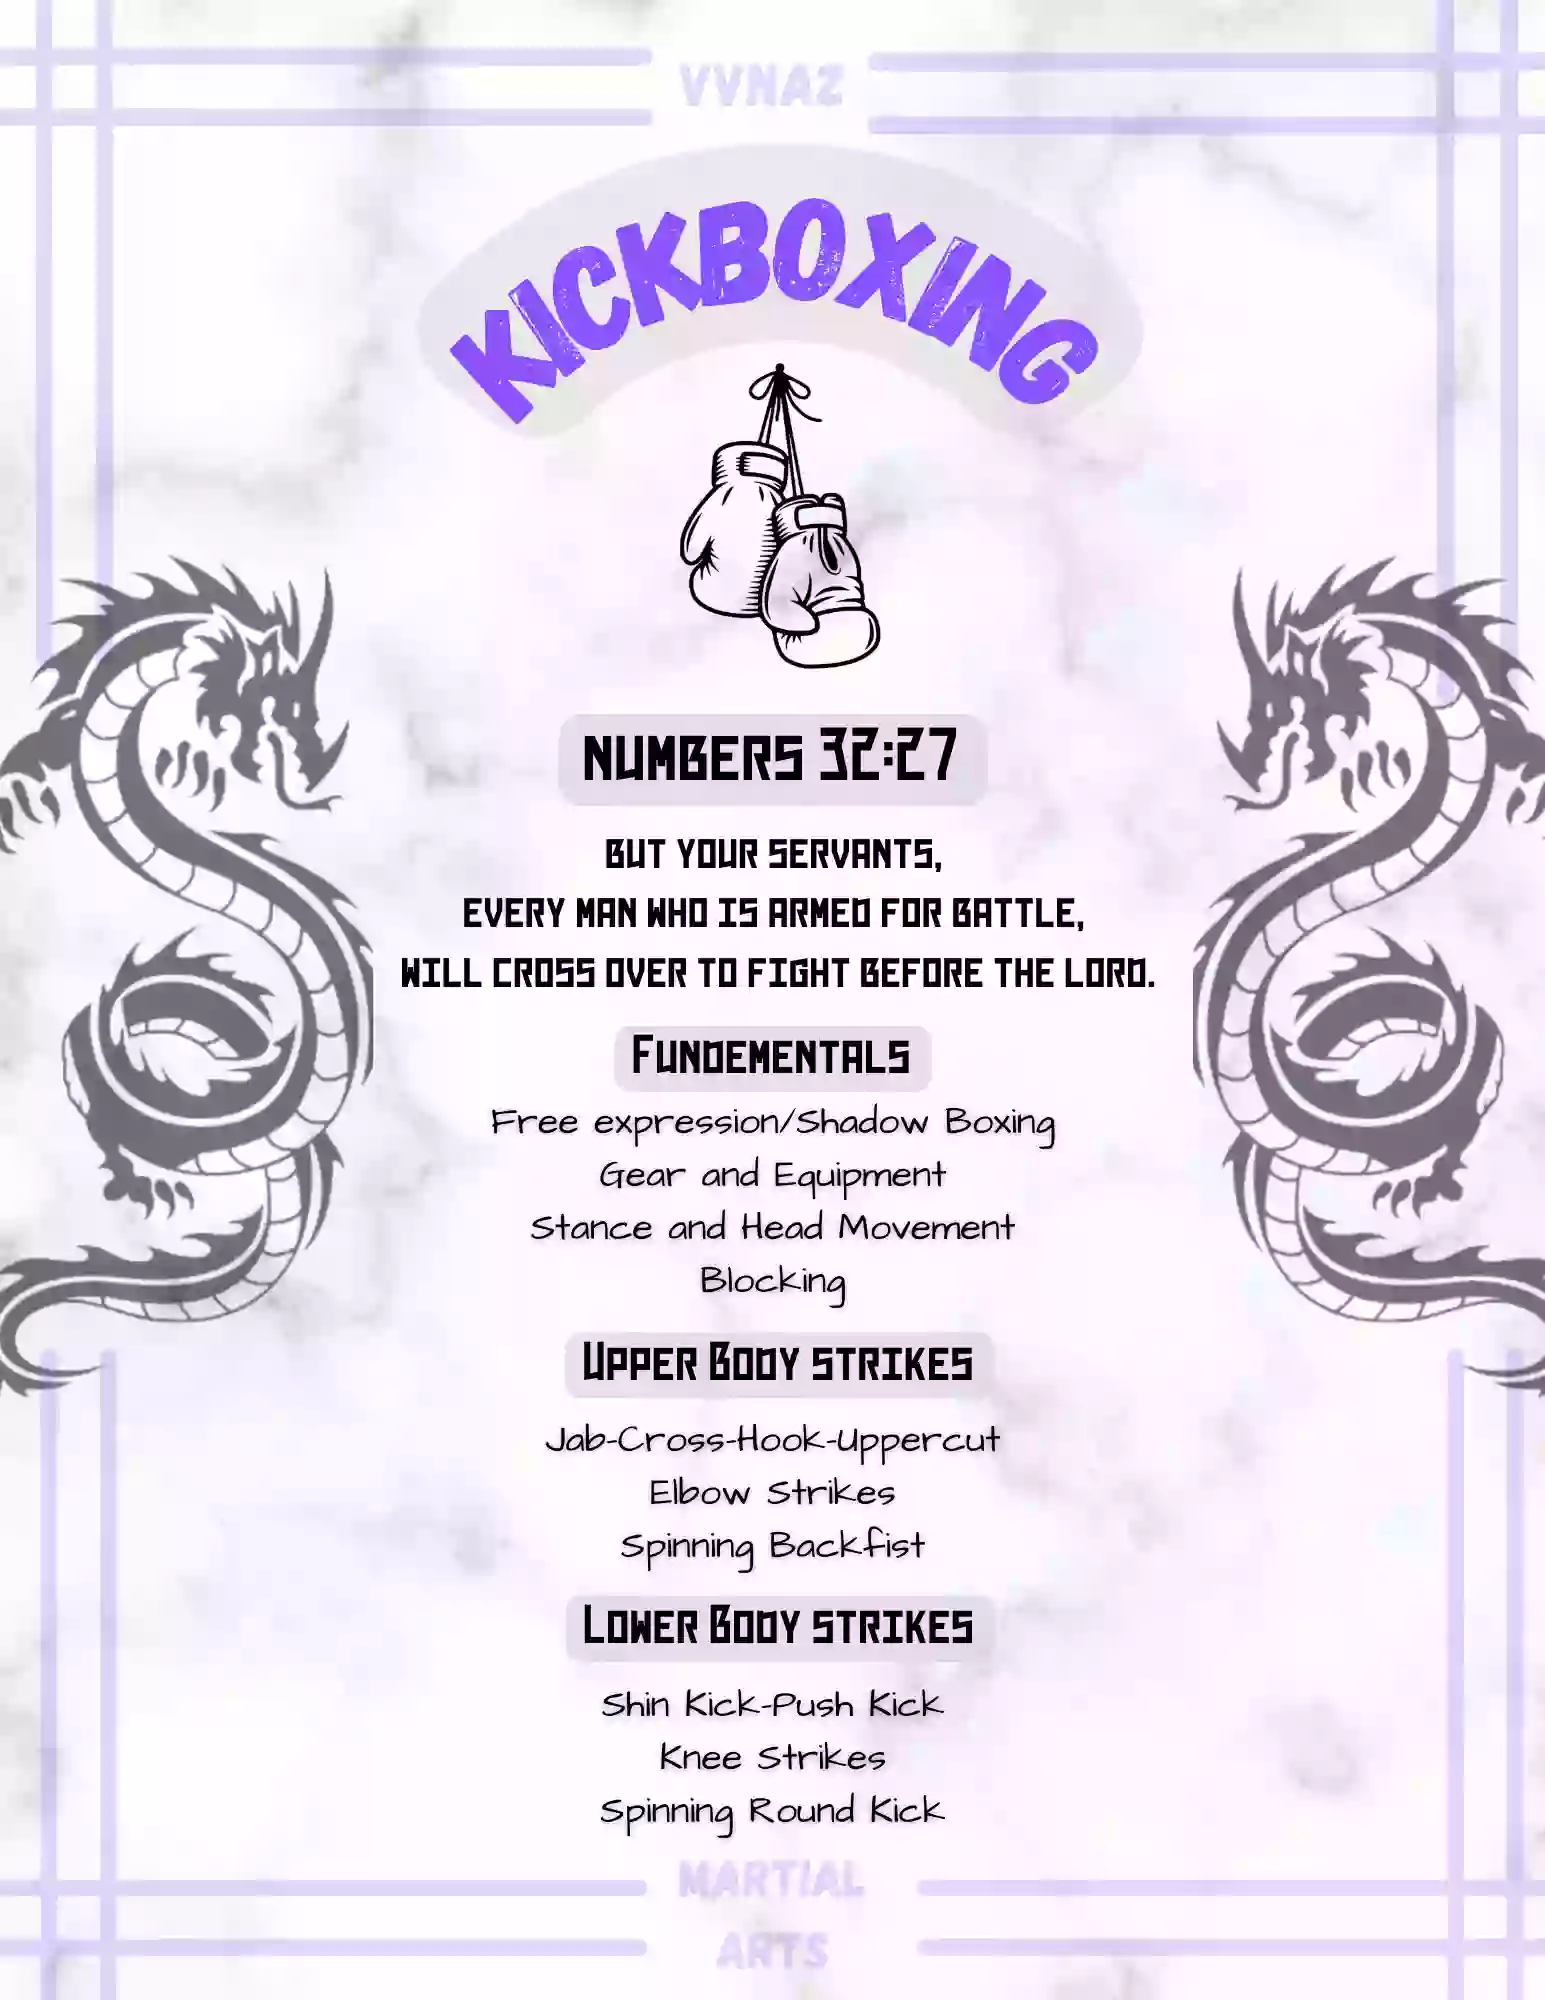 VVNAZ
KICKBOXING
NUMBERS 32:27
BUT YOUR SERVANTS,
EVERY MAN WHO IS ARMED FOR BATTLE,
WILL CROSS OVER TO FIGHT BEFORE THE LORD.
FUNDEMENTALS
Free expression/Shadow Boxing
Gear and Equipment
Stance and Head Movement
Blocking
UPPER BODY STRIKES
Jab-Cross-Hook-Uppercut
Elbow Strikes
Spinning Backfist
LOWER BODY STRIKES
Shin Kick-Push Kick
Knee Strikes
Spinning Round Kick
MARTIAL
ARTS